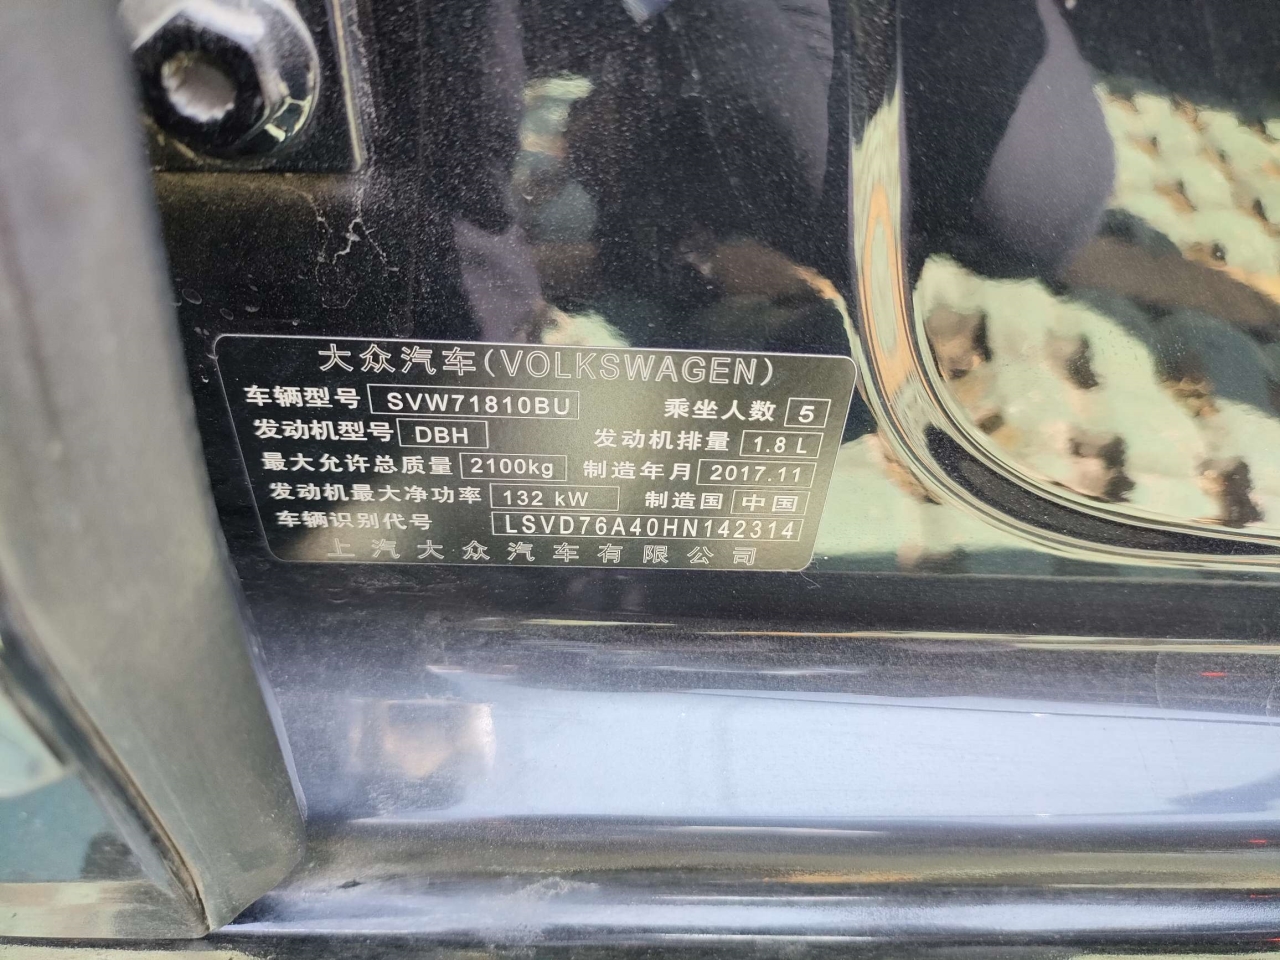 大众汽车(VOLKSWAGEN)
车辆型号 SVW71810BU 乘坐人数 5
发动机型号 DBH 发动机排量 1.8 L
最大允许总质量 2100kg 制造年月 2017.11
发动机最大净功率 132 kW 制造国 中国
车辆识别代号 LSVD76A40HN142314
上汽大众汽车有限公司